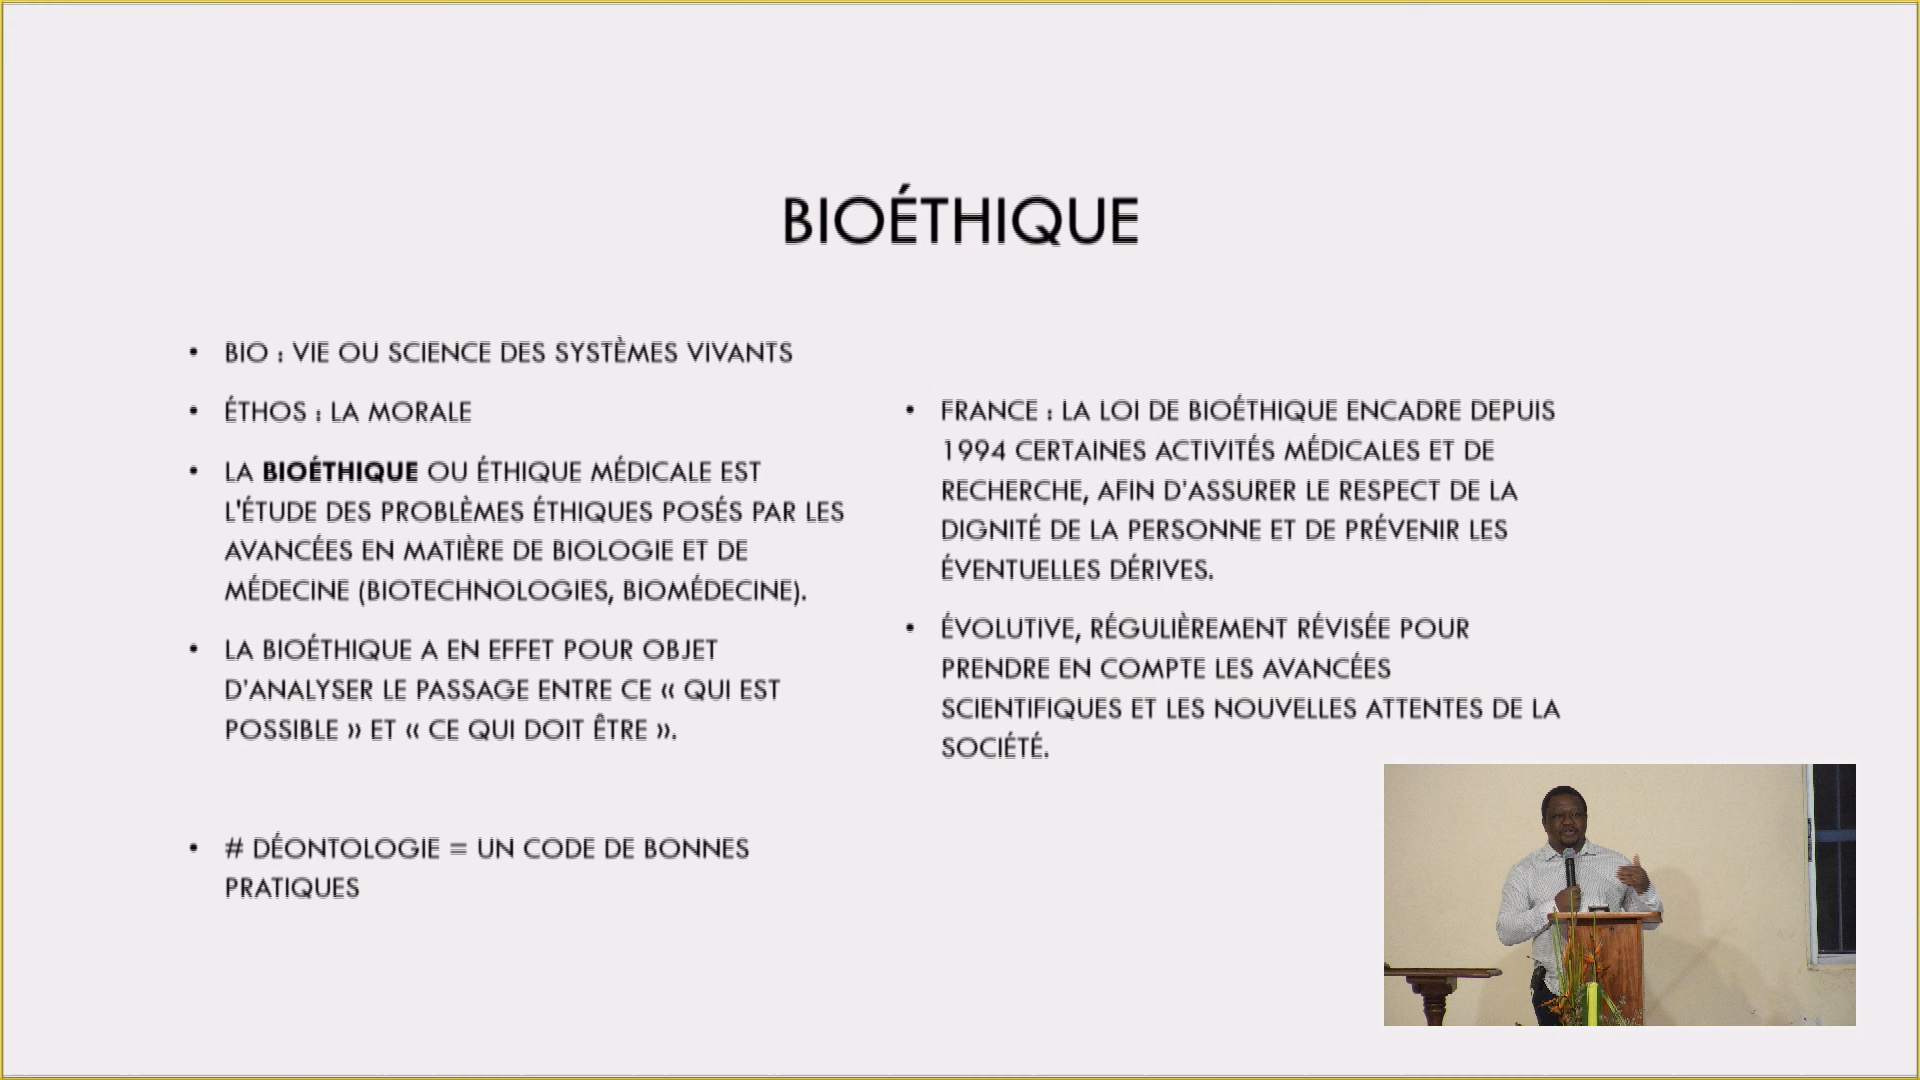 BIOÉTHIQUE
• BIO : VIE OU SCIENCE DES SYSTÈMES VIVANTS
• ÉTHOS : LA MORALE
• LA BIOÉTHIQUE OU ÉTHIQUE MÉDICALE EST
L'ÉTUDE DES PROBLÈMES ÉTHIQUES POSÉS PAR LES
AVANCÉES EN MATIÈRE DE BIOLOGIE ET DE
MÉDECINE (BIOTECHNOLOGIES, BIOMÉDECINE).
• LA BIOÉTHIQUE A EN EFFET POUR OBJET
D'ANALYSER LE PASSAGE ENTRE CE « QUI EST
POSSIBLE » ET « CE QUI DOIT ÊTRE ».
• # DÉONTOLOGIE = UN CODE DE BONNES
PRATIQUES
• FRANCE : LA LOI DE BIOÉTHIQUE ENCADRE DEPUIS
1994 CERTAINES ACTIVITÉS MÉDICALES ET DE
RECHERCHE, AFIN D'ASSURER LE RESPECT DE LA
DIGNITÉ DE LA PERSONNE ET DE PRÉVENIR LES
ÉVENTUELLES DÉRIVES.
• ÉVOLUTIVE, RÉGULIÈREMENT RÉVISÉE POUR
PRENDRE EN COMPTE LES AVANCÉES
SCIENTIFIQUES ET LES NOUVELLES ATTENTES DE LA
SOCIÉTÉ.